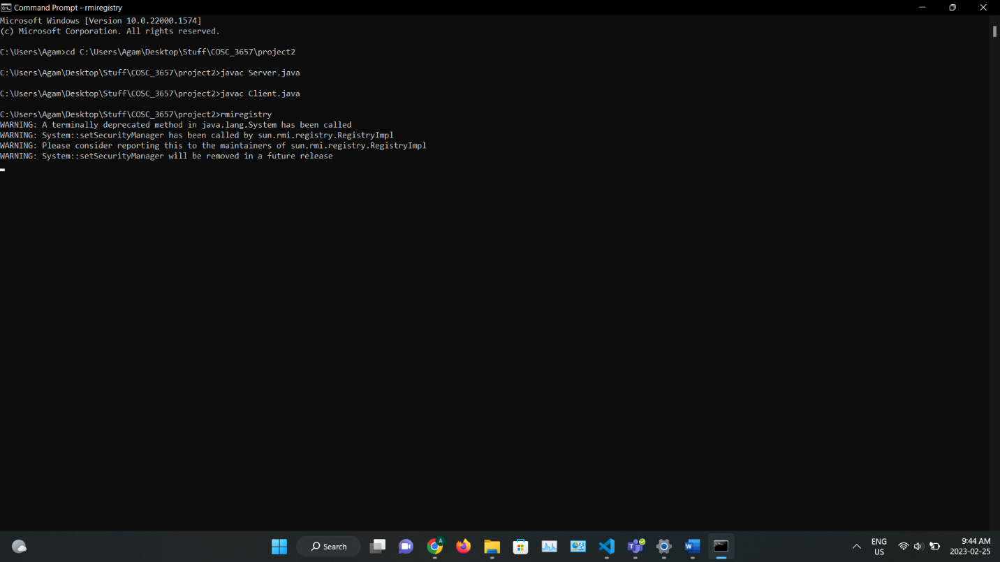 Command Prompt - rmiregistry
Microsoft Windows [Version 10.0.22000.1574]
(c) Microsoft Corporation. All rights reserved.
C:\Users\Agam>cd C:\Users\Agam\Desktop\Stuff\COSC_3657\project2
C:\Users\Agam\Desktop\Stuff\COSC_3657\project2>javac Server.java
C:\Users\Agam\Desktop\Stuff\COSC_3657\project2>javac Client.java
C:\Users\Agam\Desktop\Stuff\COSC_3657\project2>rmiregistry
WARNING: A terminally deprecated method in java.lang.System has been called
WARNING: System::setSecurityManager has been called by sun.rmi.registry.RegistryImpl
WARNING: Please consider reporting this to the maintainers of sun.rmi.registry.RegistryImpl
WARNING: System::setSecurityManager will be removed in a future release
Search
ENG
US
9:44 AM
2023-02-25